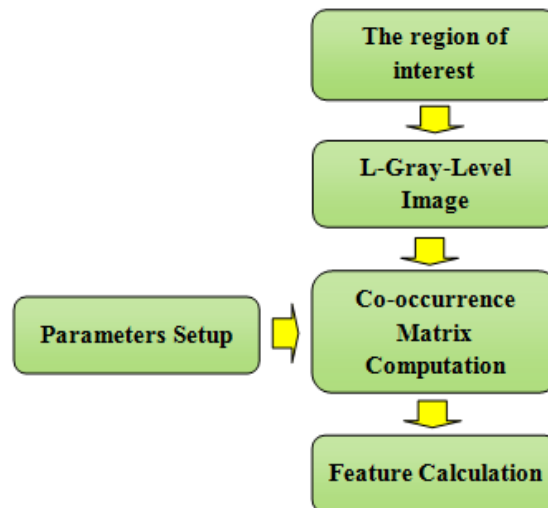 The region of
interest
L-Gray-Level
Image
Parameters Setup
Co-occurrence
Matrix
Computation
Feature Calculation